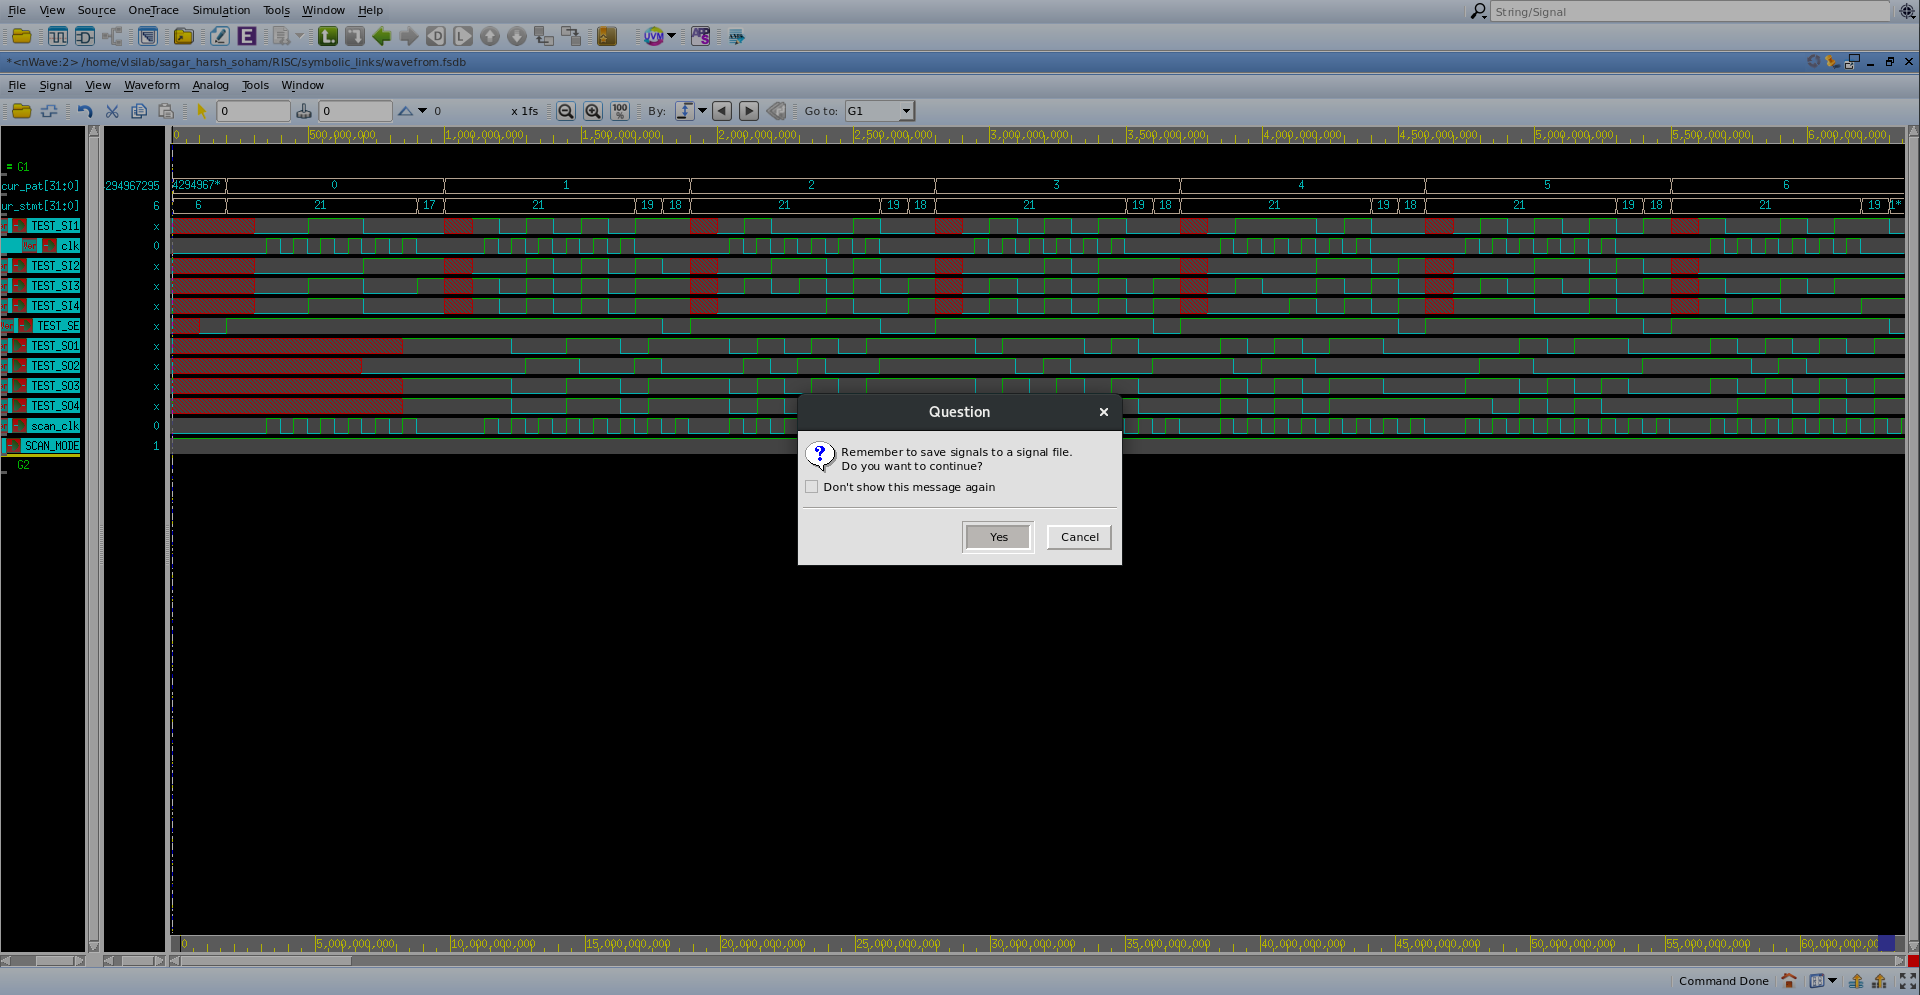 File View Source OneTrace Simulation Tools Window Help
String/Signal
*<nWave:2> /home/vlsilab/sagar_harsh_soham/RISC/symbolic_links/wavefrom.fsdb
File Signal View Waveform Analog Tools Window
0 0 0 x 1fs 100 % By: Go to: G1
0 500,000,000 1,000,000,000 1,500,000,000 2,000,000,000 2,500,000,000 3,000,000,000 3,500,000,000 4,000,000,000 4,500,000,000 5,000,000,000 5,500,000,000 6,000,000,000
= G1
cur_pat[31:0] 294967295 4294967* 0 1 2 3 4 5 6
ur_stmt[31:0] 6 6 21 17 21 19 18 21 19 18 21 19 18 21 19 18 21 19 18 21 19 1*
TEST_SI1 x
clk 0
TEST_SI2 x
TEST_SI3 x
TEST_SI4 x
TEST_SE x
TEST_SO1 x
TEST_SO2 x
TEST_SO3 x
TEST_SO4 x
scan_clk 0
SCAN_MODE 1
G2
Question
Remember to save signals to a signal file.
Do you want to continue?
Don't show this message again
Yes Cancel
0 5,000,000,000 10,000,000,000 15,000,000,000 20,000,000,000 25,000,000,000 30,000,000,000 35,000,000,000 40,000,000,000 45,000,000,000 50,000,000,000 55,000,000,000
Command Done